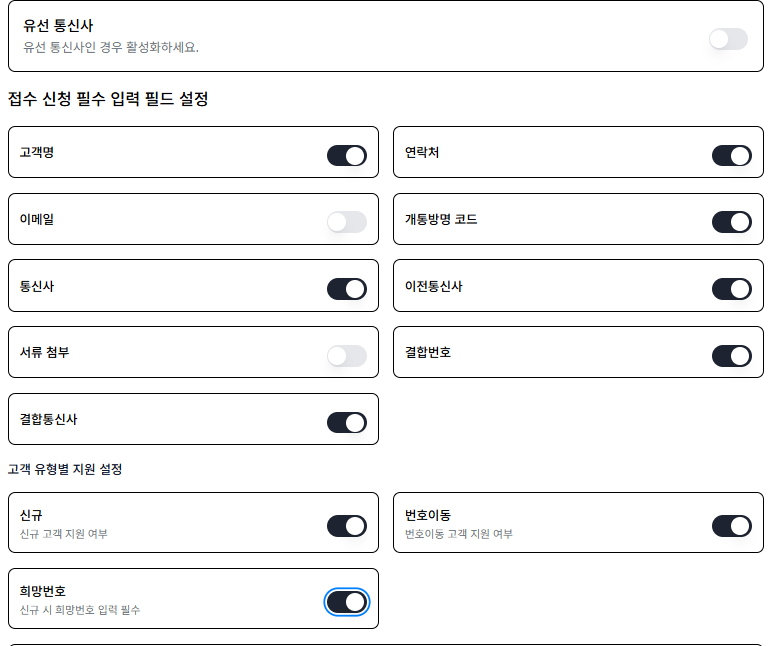 유선 통신사
유선 통신사인 경우 활성화하세요.
접수 신청 필수 입력 필드 설정
고객명
연락처
이메일
개통방명 코드
통신사
이전통신사
서류 첨부
결합번호
결합통신사
고객 유형별 지원 설정
신규
신규 고객 지원 여부
번호이동
번호이동 고객 지원 여부
희망번호
신규 시 희망번호 입력 필수